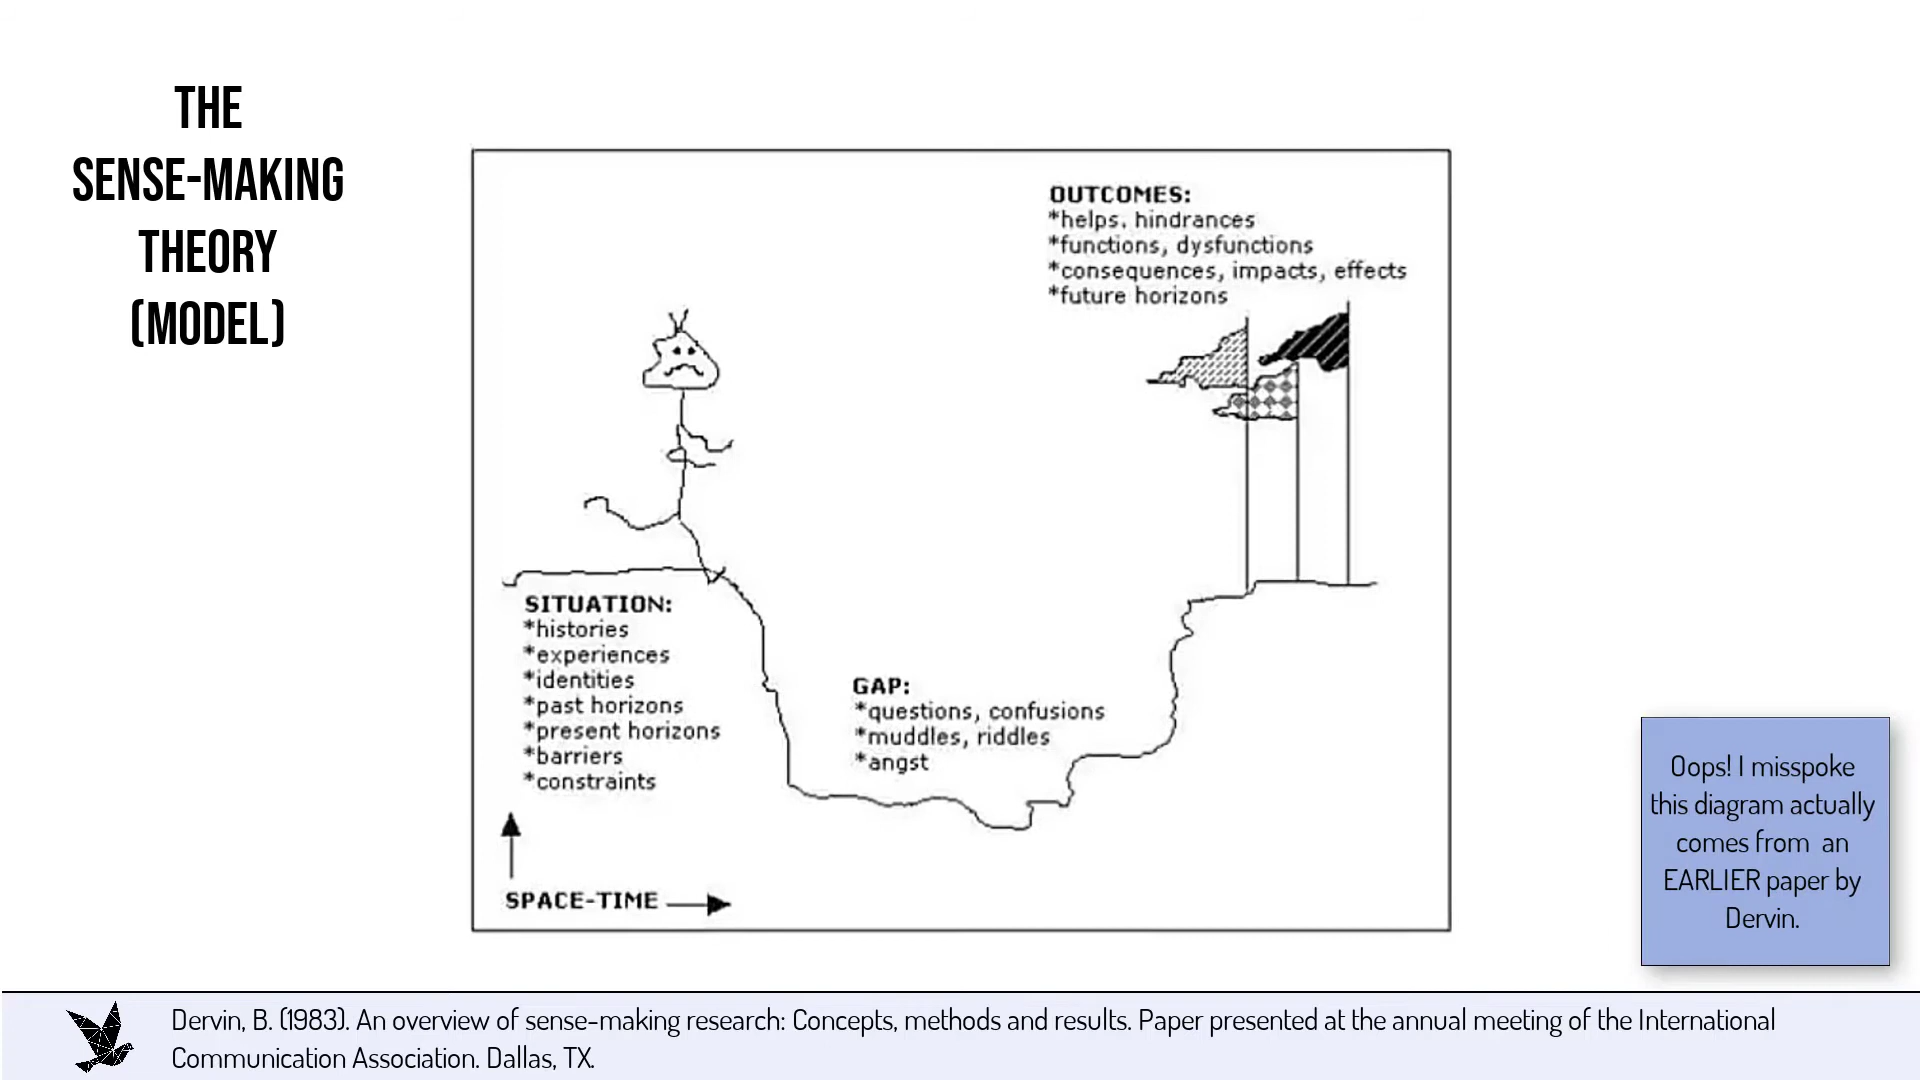 THE
SENSE-MAKING
THEORY
(MODEL)
OUTCOMES:
*helps. hindrances
*functions, dysfunctions
*consequences, impacts, effects
*future horizons
SITUATION:
*histories
*experiences
*identities
*past horizons
*present horizons
*barriers
*constraints
GAP:
*questions, confusions
*muddles, riddles
*angst
SPACE-TIME
Oops! I misspoke
this diagram actually
comes from an
EARLIER paper by
Dervin.
Dervin, B. (1983). An overview of sense-making research: Concepts, methods and results. Paper presented at the annual meeting of the International
Communication Association. Dallas, TX.